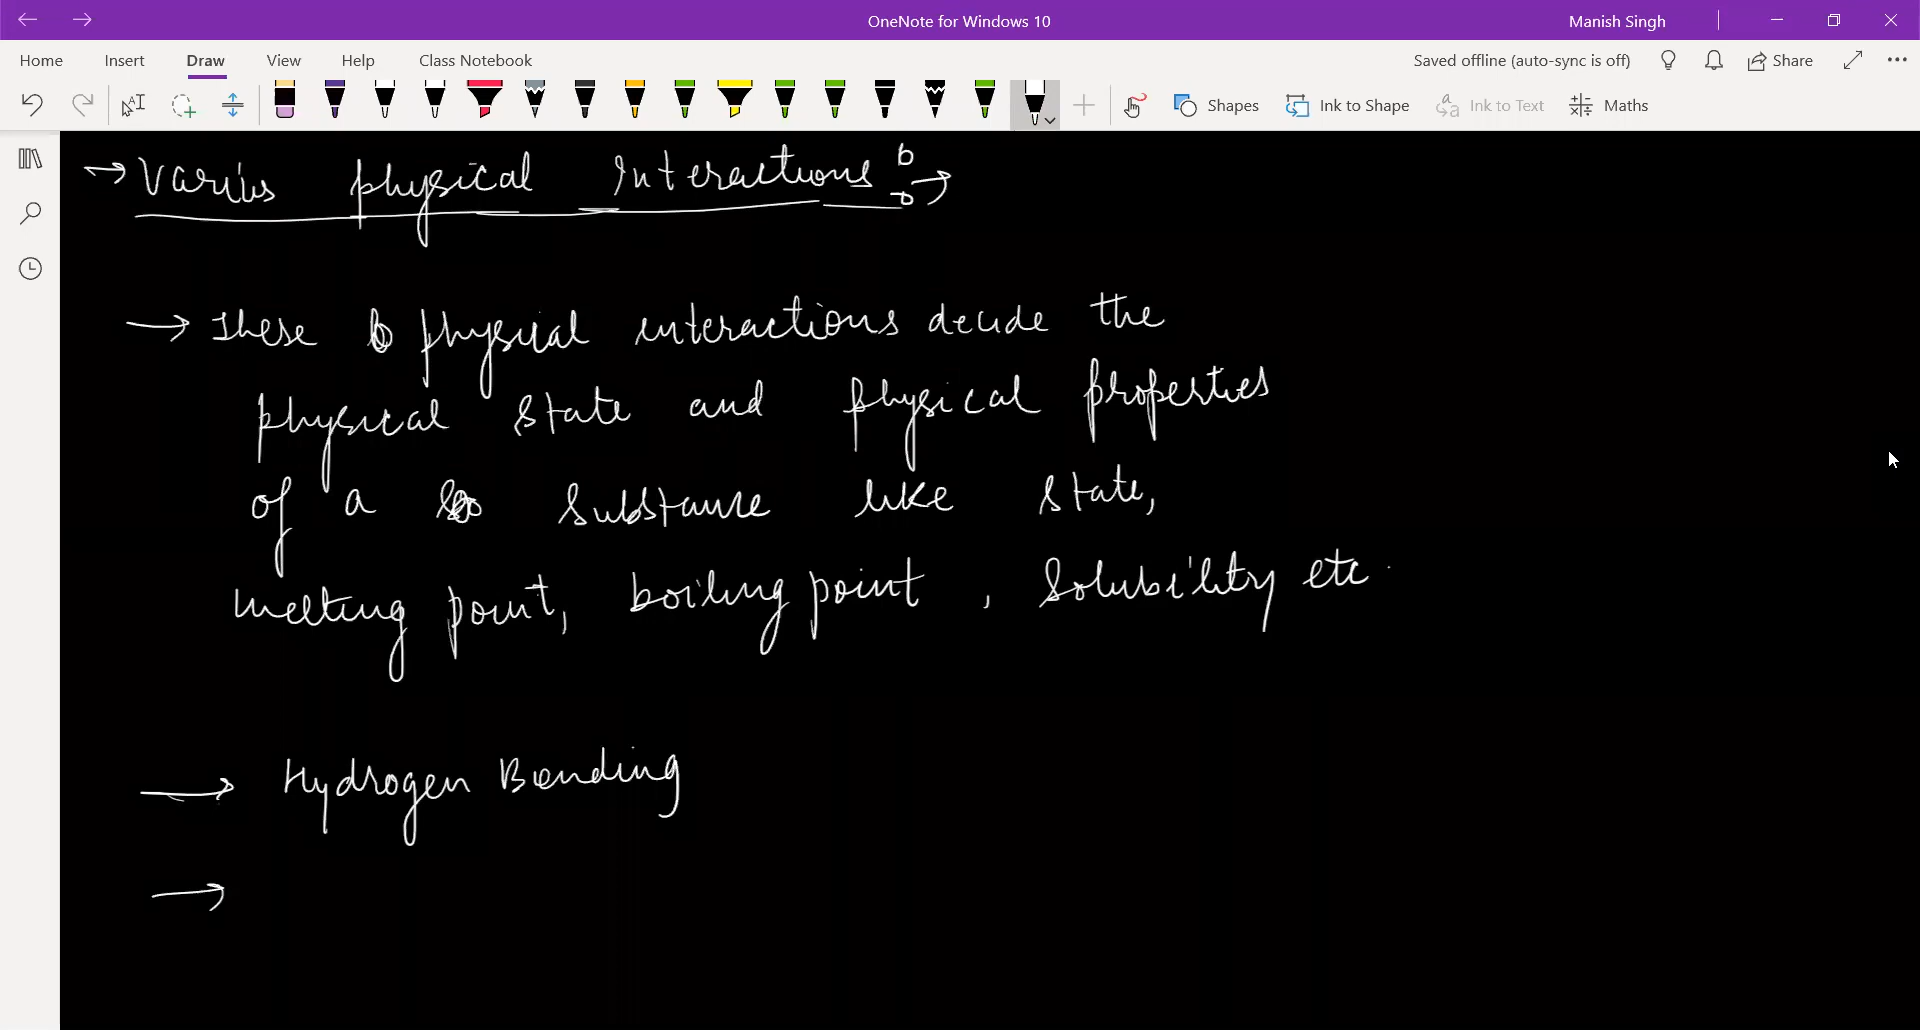 OneNote for Windows 10
Manish Singh
Home Insert Draw View Help Class Notebook
Saved offline (auto-sync is off) Share
Shapes Ink to Shape Ink to Text Maths
→ Various physical Interactions →
→ These physical interactions decide the
physical state and physical properties
of a substance like state,
melting point, boiling point, Solubility etc.
→ Hydrogen Bonding
→